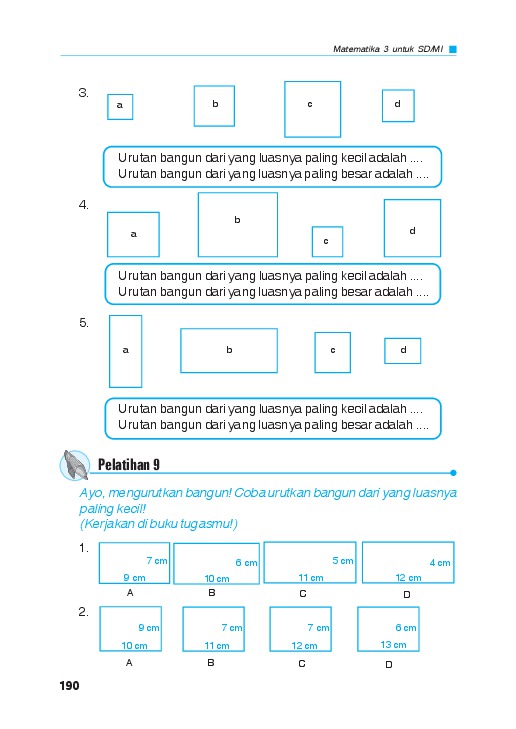 Matematika 3 untuk SD/MI
3.
a
b
c
d
Urutan bangun dari yang luasnya paling kecil adalah ....
Urutan bangun dari yang luasnya paling besar adalah ....
4.
a
b
c
d
Urutan bangun dari yang luasnya paling kecil adalah ....
Urutan bangun dari yang luasnya paling besar adalah ....
5.
a
b
c
d
Urutan bangun dari yang luasnya paling kecil adalah ....
Urutan bangun dari yang luasnya paling besar adalah ....
Pelatihan 9
Ayo, mengurutkan bangun! Coba urutkan bangun dari yang luasnya
paling kecil!
(Kerjakan di buku tugasmu!)
1.
7 cm
9 cm
A
6 cm
10 cm
B
5 cm
11 cm
C
4 cm
12 cm
D
2.
9 cm
10 cm
A
7 cm
11 cm
B
7 cm
12 cm
C
6 cm
13 cm
D
190